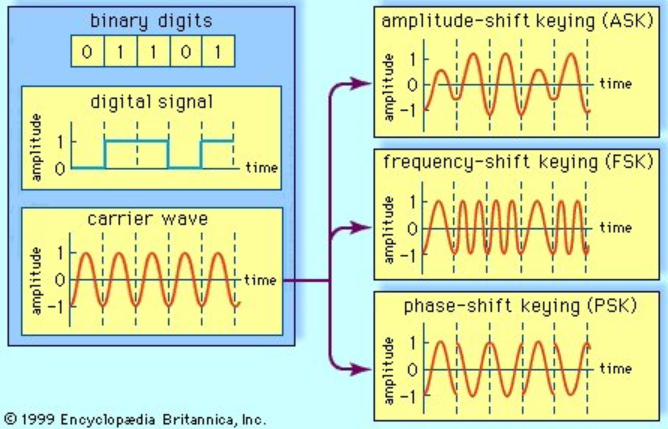 binary digits
0 1 1 0 1
digital signal
amplitude
1
0
time
carrier wave
amplitude
1
0
-1
time
amplitude-shift keying (ASK)
amplitude
1
0
-1
time
frequency-shift keying (FSK)
amplitude
1
0
-1
time
phase-shift keying (PSK)
amplitude
1
0
-1
time
© 1999 Encyclopædia Britannica, Inc.